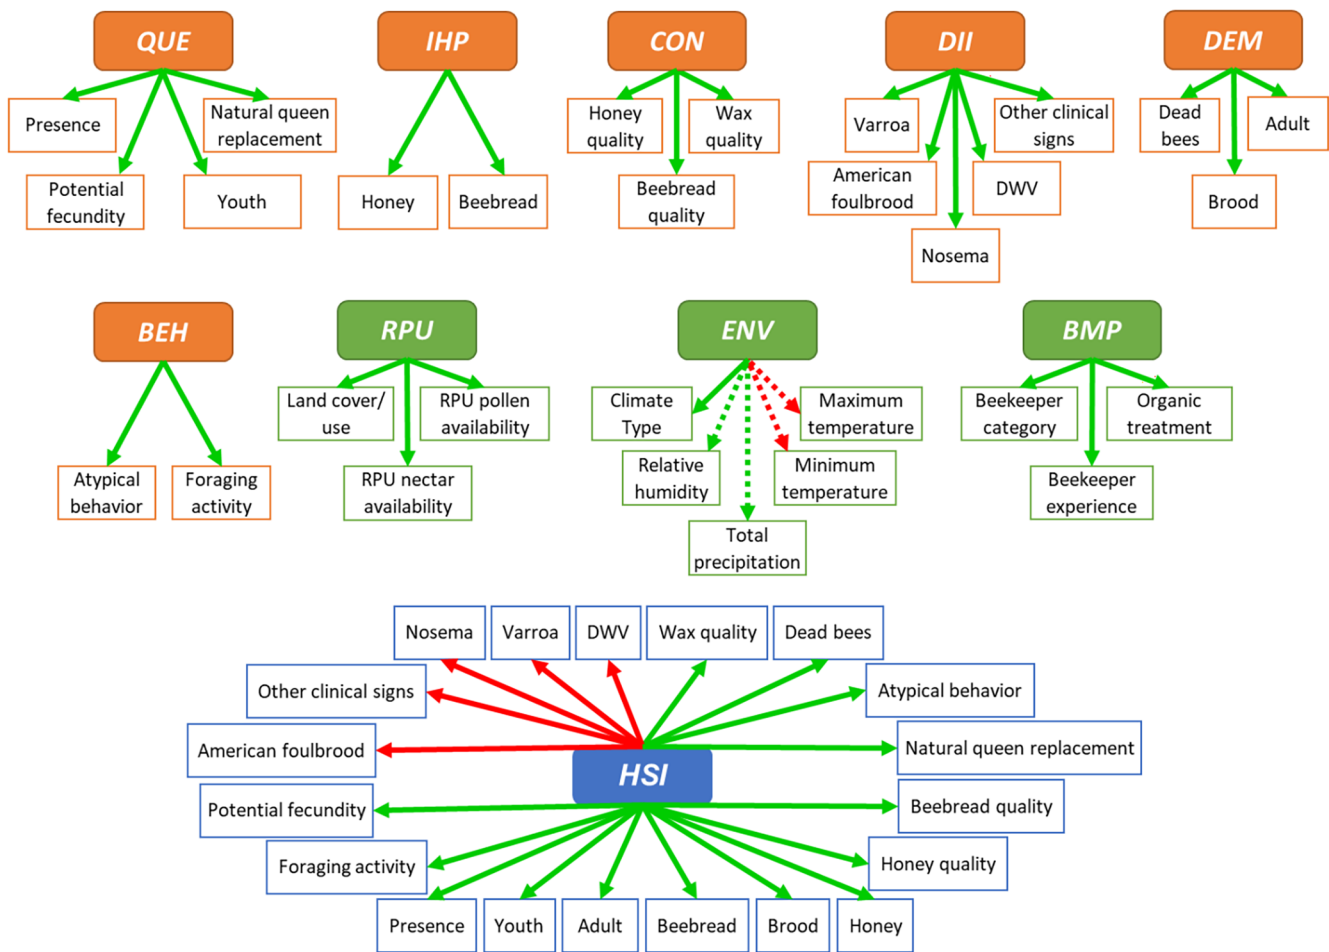 QUE
IHP
CON
DII
DEM
Presence
Natural queen
replacement
Potential
fecundity
Youth
Honey
Beebread
Honey
quality
Wax
quality
Beebread
quality
Varroa
Other clinical
signs
American
foulbrood
DWV
Nosema
Dead
bees
Adult
Brood
BEH
RPU
ENV
BMP
Atypical
behavior
Foraging
activity
Land cover/
use
RPU pollen
availability
RPU nectar
availability
Climate
Type
Maximum
temperature
Relative
humidity
Minimum
temperature
Total
precipitation
Beekeeper
category
Organic
treatment
Beekeeper
experience
Nosema
Varroa
DWV
Wax quality
Dead bees
Other clinical signs
Atypical behavior
American foulbrood
Natural queen replacement
HSI
Potential fecundity
Beebread quality
Foraging activity
Honey quality
Presence
Youth
Adult
Beebread
Brood
Honey